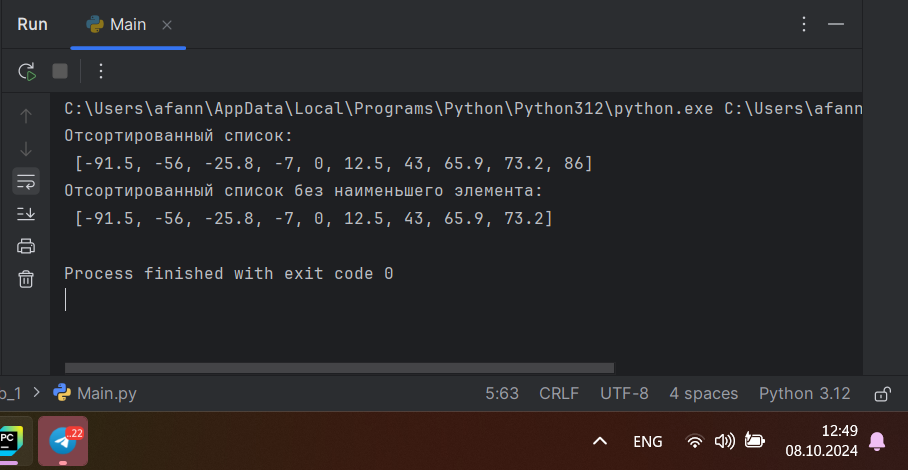 Run
Main
C:\Users\afann\AppData\Local\Programs\Python\Python312\python.exe C:\Users\afann
Отсортированный список:
[-91.5, -56, -25.8, -7, 0, 12.5, 43, 65.9, 73.2, 86]
Отсортированный список без наименьшего элемента:
[-91.5, -56, -25.8, -7, 0, 12.5, 43, 65.9, 73.2]
Process finished with exit code 0
Main.py
5:63 CRLF UTF-8 4 spaces Python 3.12
PC
ENG
12:49
08.10.2024